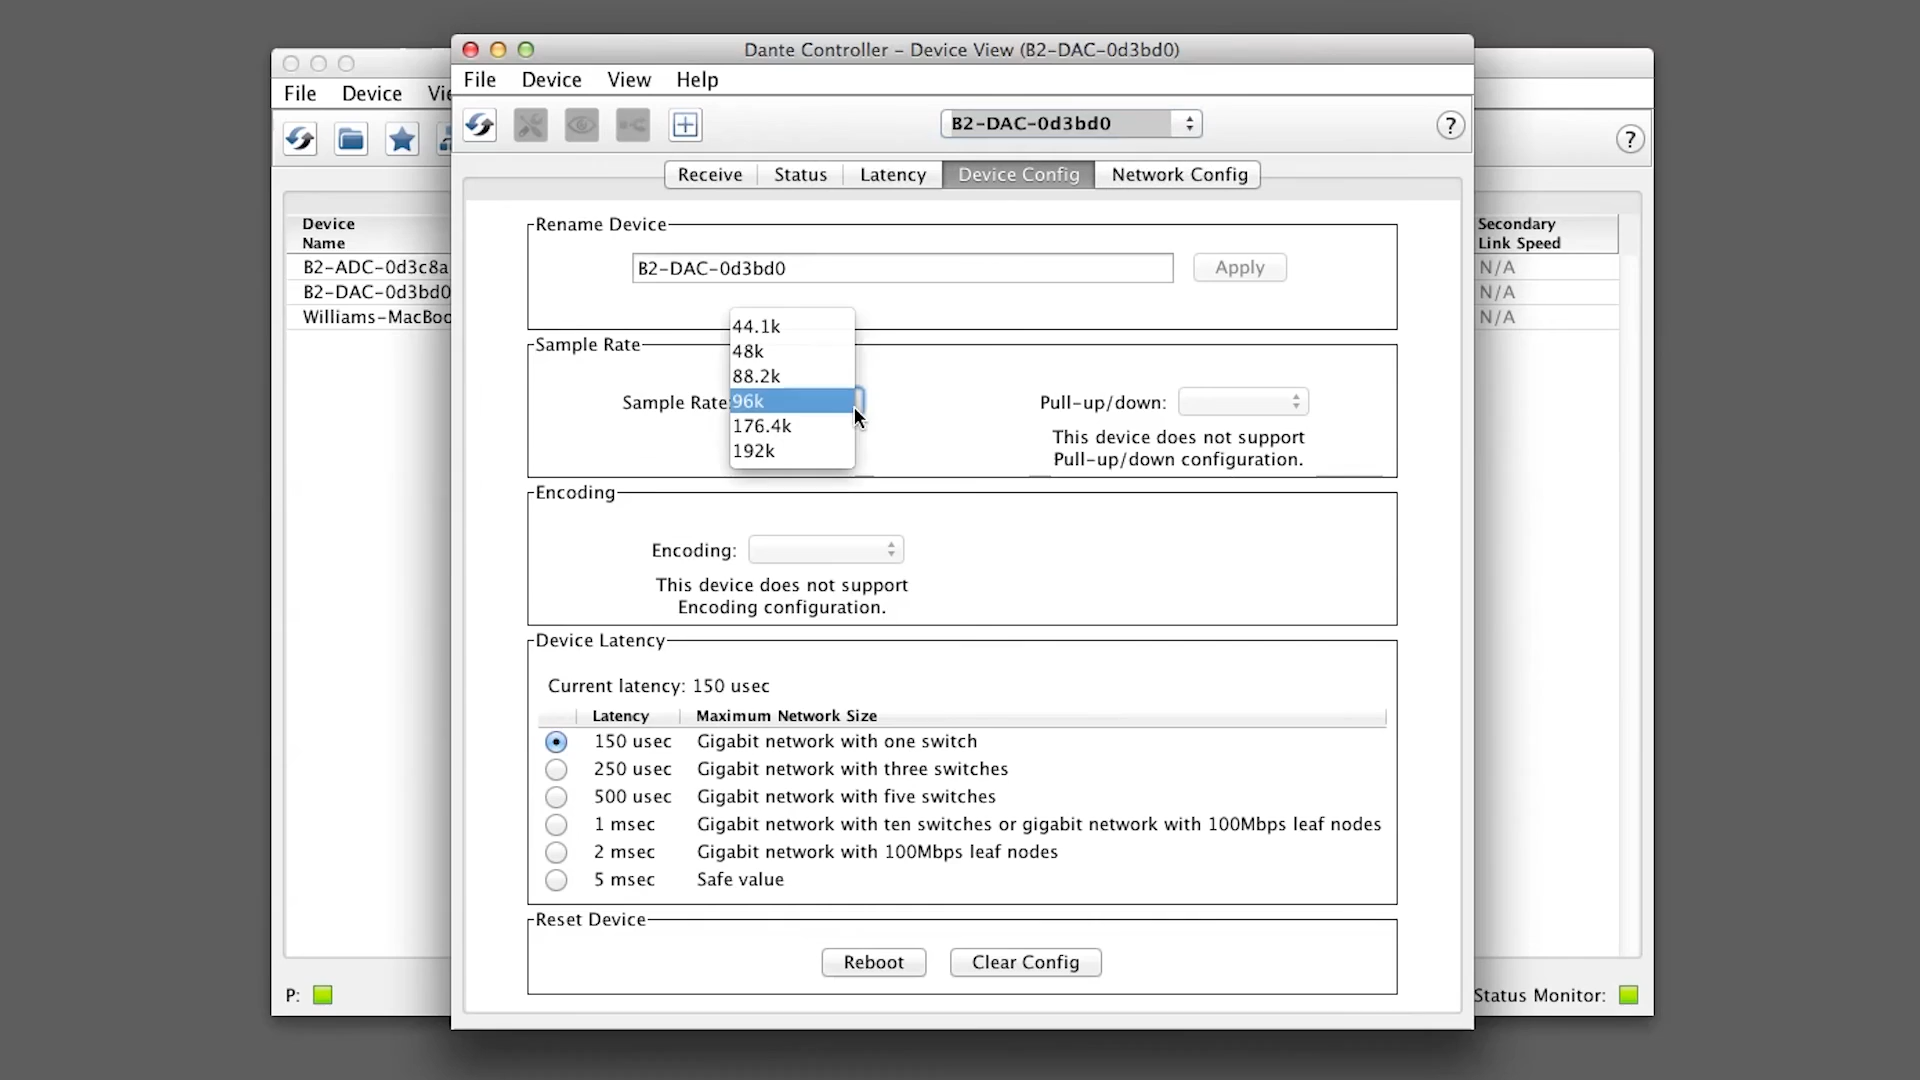 Dante Controller – Device View (B2-DAC-0d3bd0)
File Device View Help
File Device
B2-DAC-0d3bd0
?
?
Receive Status Latency Device Config Network Config
Device
Name
B2-ADC-0d3c8a
B2-DAC-0d3bd0
Secondary
Link Speed
N/A
N/A
N/A
Rename Device
B2-DAC-0d3bd0
Apply
Sample Rate
Sample Rate
44.1k
48k
88.2k
96k
176.4k
192k
Pull-up/down:
This device does not support
Pull-up/down configuration.
Encoding
Encoding:
This device does not support
Encoding configuration.
Device Latency
Current latency: 150 usec
Latency Maximum Network Size
150 usec Gigabit network with one switch
250 usec Gigabit network with three switches
500 usec Gigabit network with five switches
1 msec Gigabit network with ten switches or gigabit network with 100Mbps leaf nodes
2 msec Gigabit network with 100Mbps leaf nodes
5 msec Safe value
Reset Device
Reboot Clear Config
P:
Status Monitor: